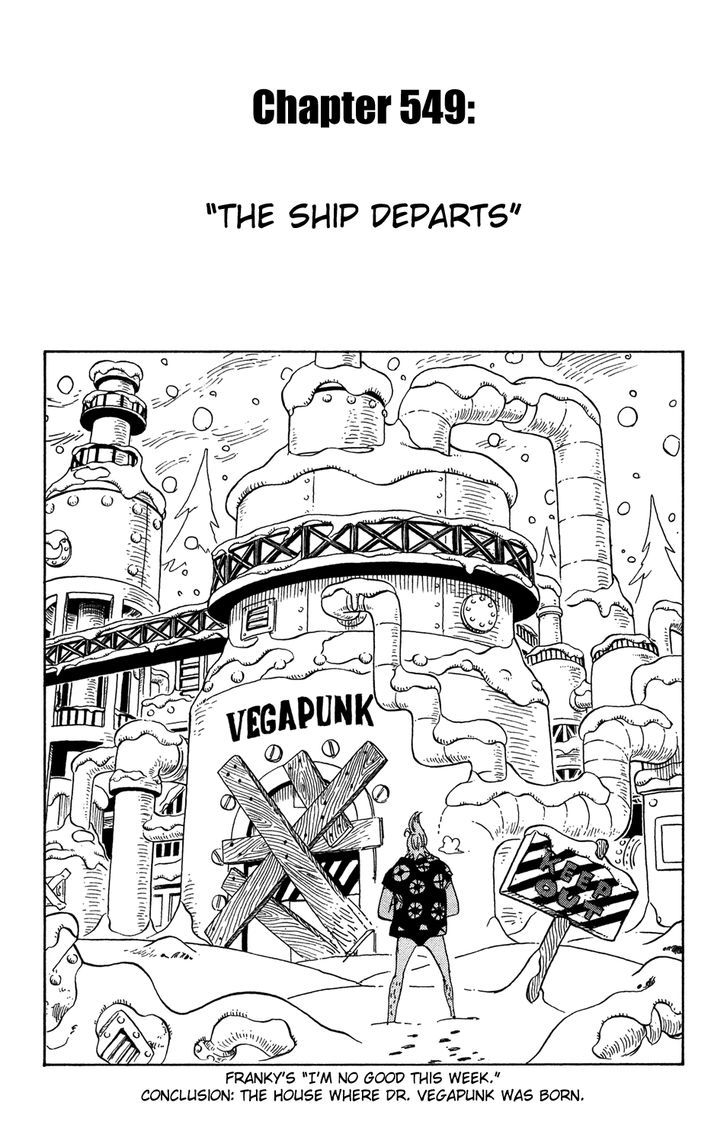 Chapter 549:
"THE SHIP DEPARTS"
VEGAPUNK
KEEP
OUT
FRANKY'S "I'M NO GOOD THIS WEEK."
CONCLUSION: THE HOUSE WHERE DR. VEGAPUNK WAS BORN.